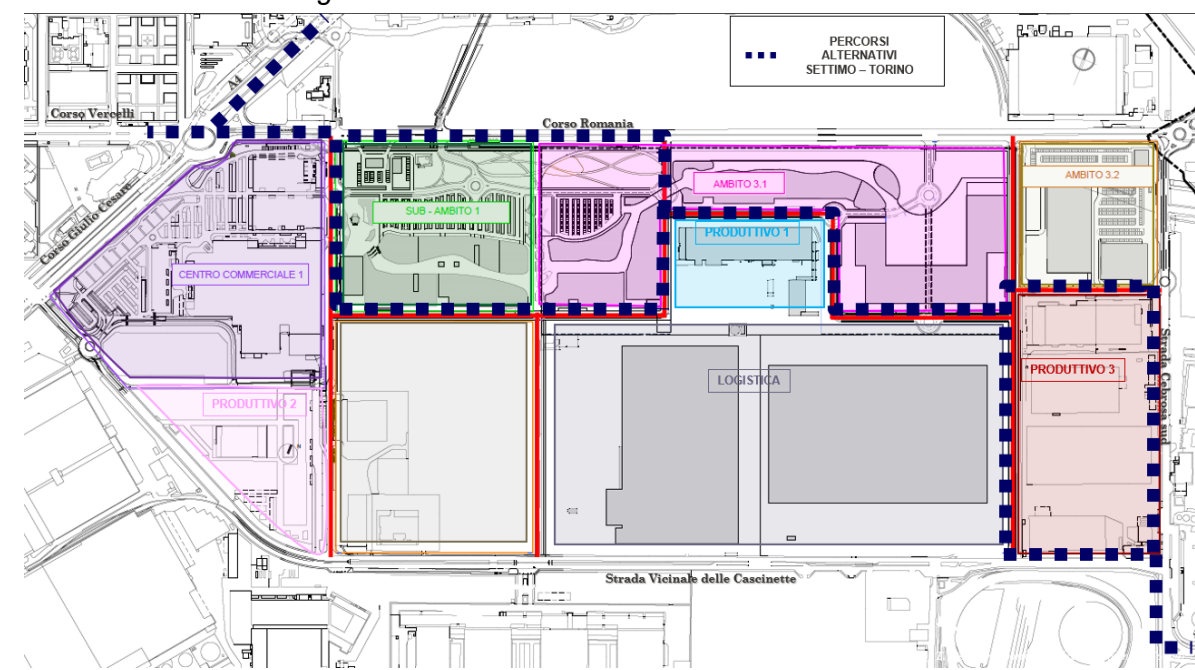 PERCORSI
ALTERNATIVI
SETTIMO – TORINO
A4
Corso Vercelli
Corso Romania
Corso Giulio Cesare
SUB - AMBITO 1
AMBITO 3.1
AMBITO 3.2
PRODUTTIVO 1
CENTRO COMMERCIALE 1
Strada Cebrosa sud
LOGISTICA
PRODUTTIVO 3
PRODUTTIVO 2
N
Strada Vicinale delle Cascinette